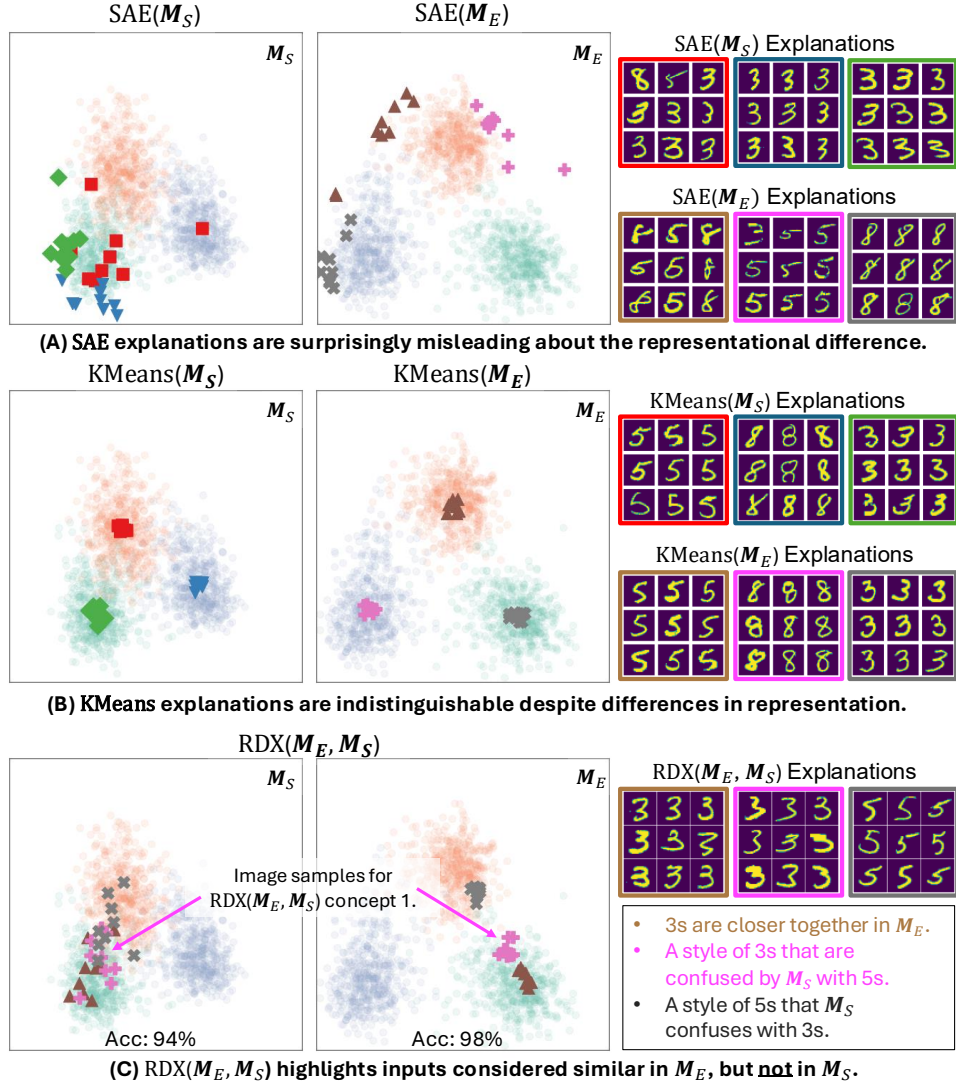 SAE(M_S)
SAE(M_E)
M_S
M_E
SAE(M_S) Explanations
SAE(M_E) Explanations
(A) SAE explanations are surprisingly misleading about the representational difference.
KMeans(M_S)
KMeans(M_E)
M_S
M_E
KMeans(M_S) Explanations
KMeans(M_E) Explanations
(B) KMeans explanations are indistinguishable despite differences in representation.
RDX(M_E, M_S)
M_S
M_E
Image samples for
RDX(M_E, M_S) concept 1.
Acc: 94%
Acc: 98%
RDX(M_E, M_S) Explanations
• 3s are closer together in M_E.
• A style of 3s that are
confused by M_S with 5s.
• A style of 5s that M_S
confuses with 3s.
(C) RDX(M_E, M_S) highlights inputs considered similar in M_E, but not in M_S.